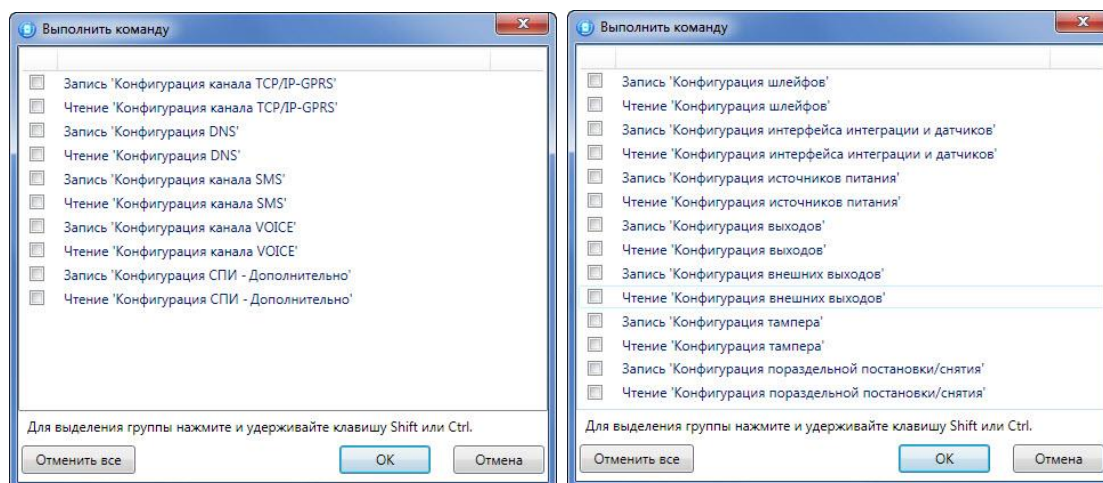 Выполнить команду
Запись 'Конфигурация канала TCP/IP-GPRS'
Чтение 'Конфигурация канала TCP/IP-GPRS'
Запись 'Конфигурация DNS'
Чтение 'Конфигурация DNS'
Запись 'Конфигурация канала SMS'
Чтение 'Конфигурация канала SMS'
Запись 'Конфигурация канала VOICE'
Чтение 'Конфигурация канала VOICE'
Запись 'Конфигурация СПИ - Дополнительно'
Чтение 'Конфигурация СПИ - Дополнительно'
Для выделения группы нажмите и удерживайте клавишу Shift или Ctrl.
Отменить все
OK
Отмена
Выполнить команду
Запись 'Конфигурация шлейфов'
Чтение 'Конфигурация шлейфов'
Запись 'Конфигурация интерфейса интеграции и датчиков'
Чтение 'Конфигурация интерфейса интеграции и датчиков'
Запись 'Конфигурация источников питания'
Чтение 'Конфигурация источников питания'
Запись 'Конфигурация выходов'
Чтение 'Конфигурация выходов'
Запись 'Конфигурация внешних выходов'
Чтение 'Конфигурация внешних выходов'
Запись 'Конфигурация тампера'
Чтение 'Конфигурация тампера'
Запись 'Конфигурация пораздельной постановки/снятия'
Чтение 'Конфигурация пораздельной постановки/снятия'
Для выделения группы нажмите и удерживайте клавишу Shift или Ctrl.
Отменить все
OK
Отмена